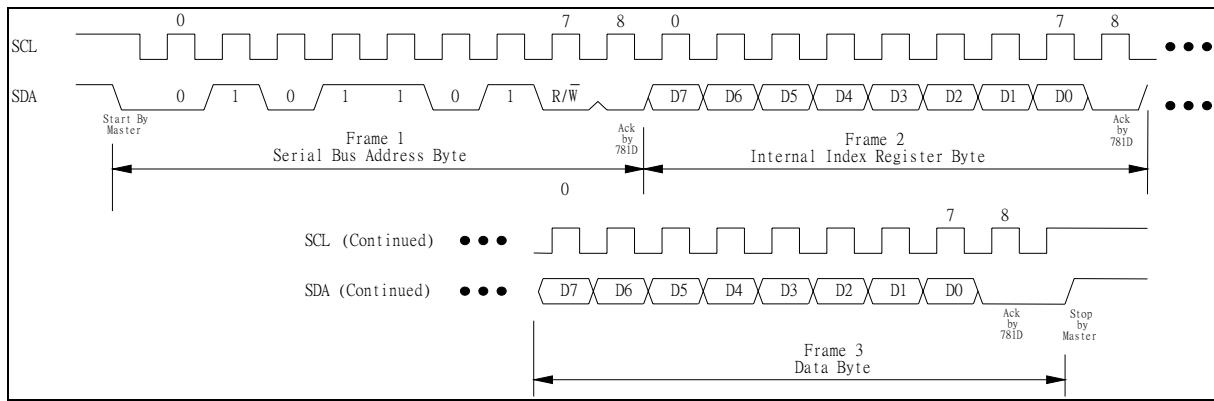 0 7 8 0 7 8
SCL
SDA 0 1 0 1 1 0 1 R/W D7 D6 D5 D4 D3 D2 D1 D0
Start By
Master
Ack
by
781D
Ack
by
781D
Frame 1
Serial Bus Address Byte
Frame 2
Internal Index Register Byte
0 7 8
SCL (Continued)
SDA (Continued) D7 D6 D5 D4 D3 D2 D1 D0
Ack
by
781D
Stop
by
Master
Frame 3
Data Byte